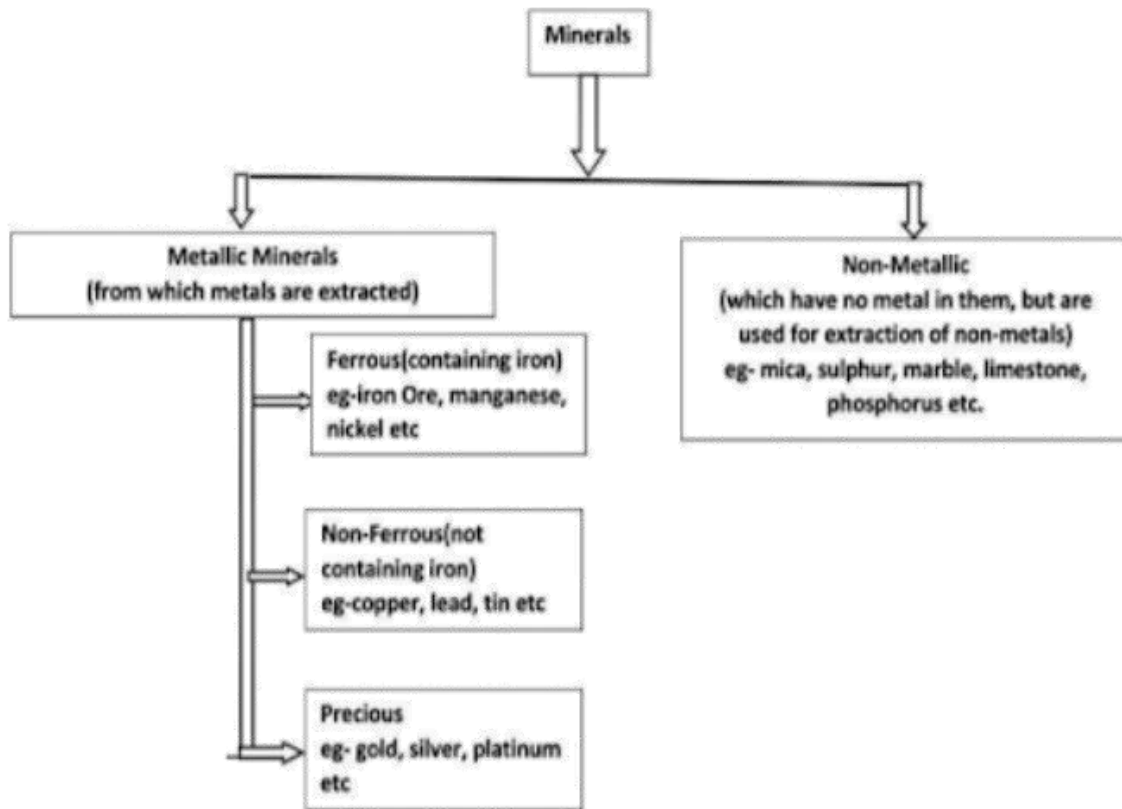 Minerals
Metallic Minerals
(from which metals are extracted)
Non-Metallic
(which have no metal in them, but are
used for extraction of non-metals)
eg- mica, sulphur, marble, limestone,
phosphorus etc.
Ferrous(containing iron)
eg-iron Ore, manganese,
nickel etc
Non-Ferrous(not
containing iron)
eg-copper, lead, tin etc
Precious
eg- gold, silver, platinum
etc